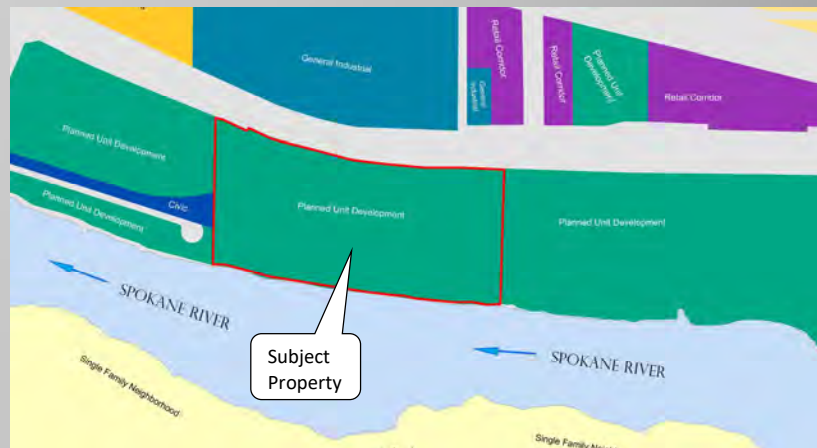 General Industrial
Retail Corridor
General
Industrial
Retail Corridor
Planned Unit
Development
Retail Corridor
Planned Unit Development
Planned Unit Development
Civic
Planned Unit Development
Planned Unit Development
SPOKANE RIVER
SPOKANE RIVER
Subject
Property
Single Family Neighborhood